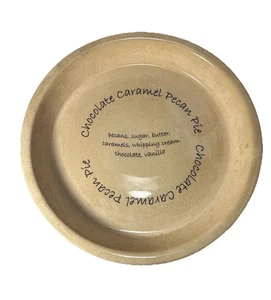 Chocolate Caramel Pecan Pie
Chocolate Caramel Pecan Pie
Pecans, sugar, butter,
caramels, whipping cream
chocolate, vanilla